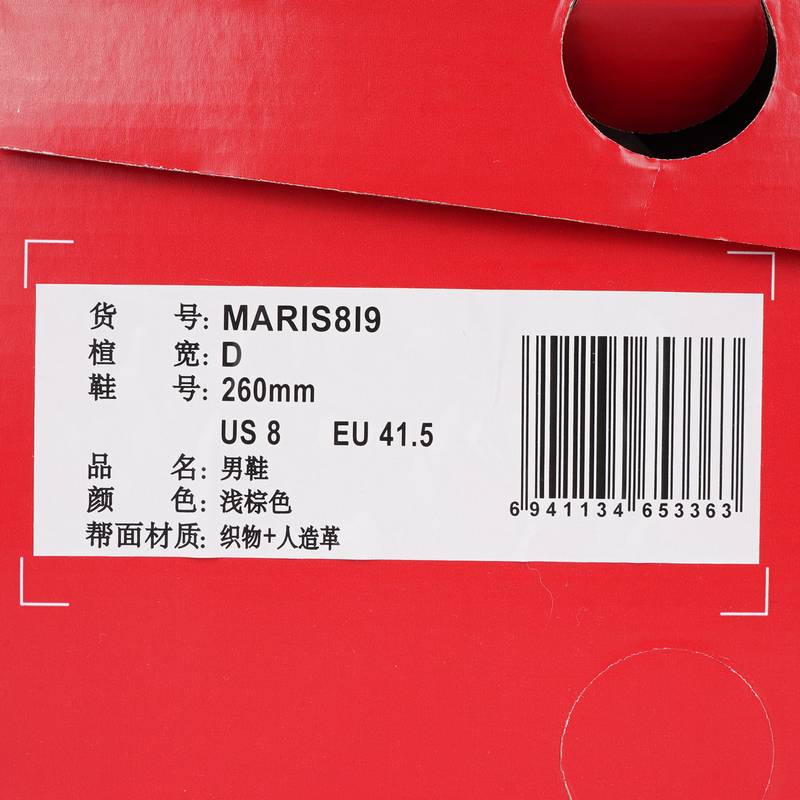 货 号: MARIS8I9
楦 宽: D
鞋 号: 260mm
US 8 EU 41.5
品 名: 男鞋
颜 色: 浅棕色
帮面材质: 织物+人造革
6 941134 653363